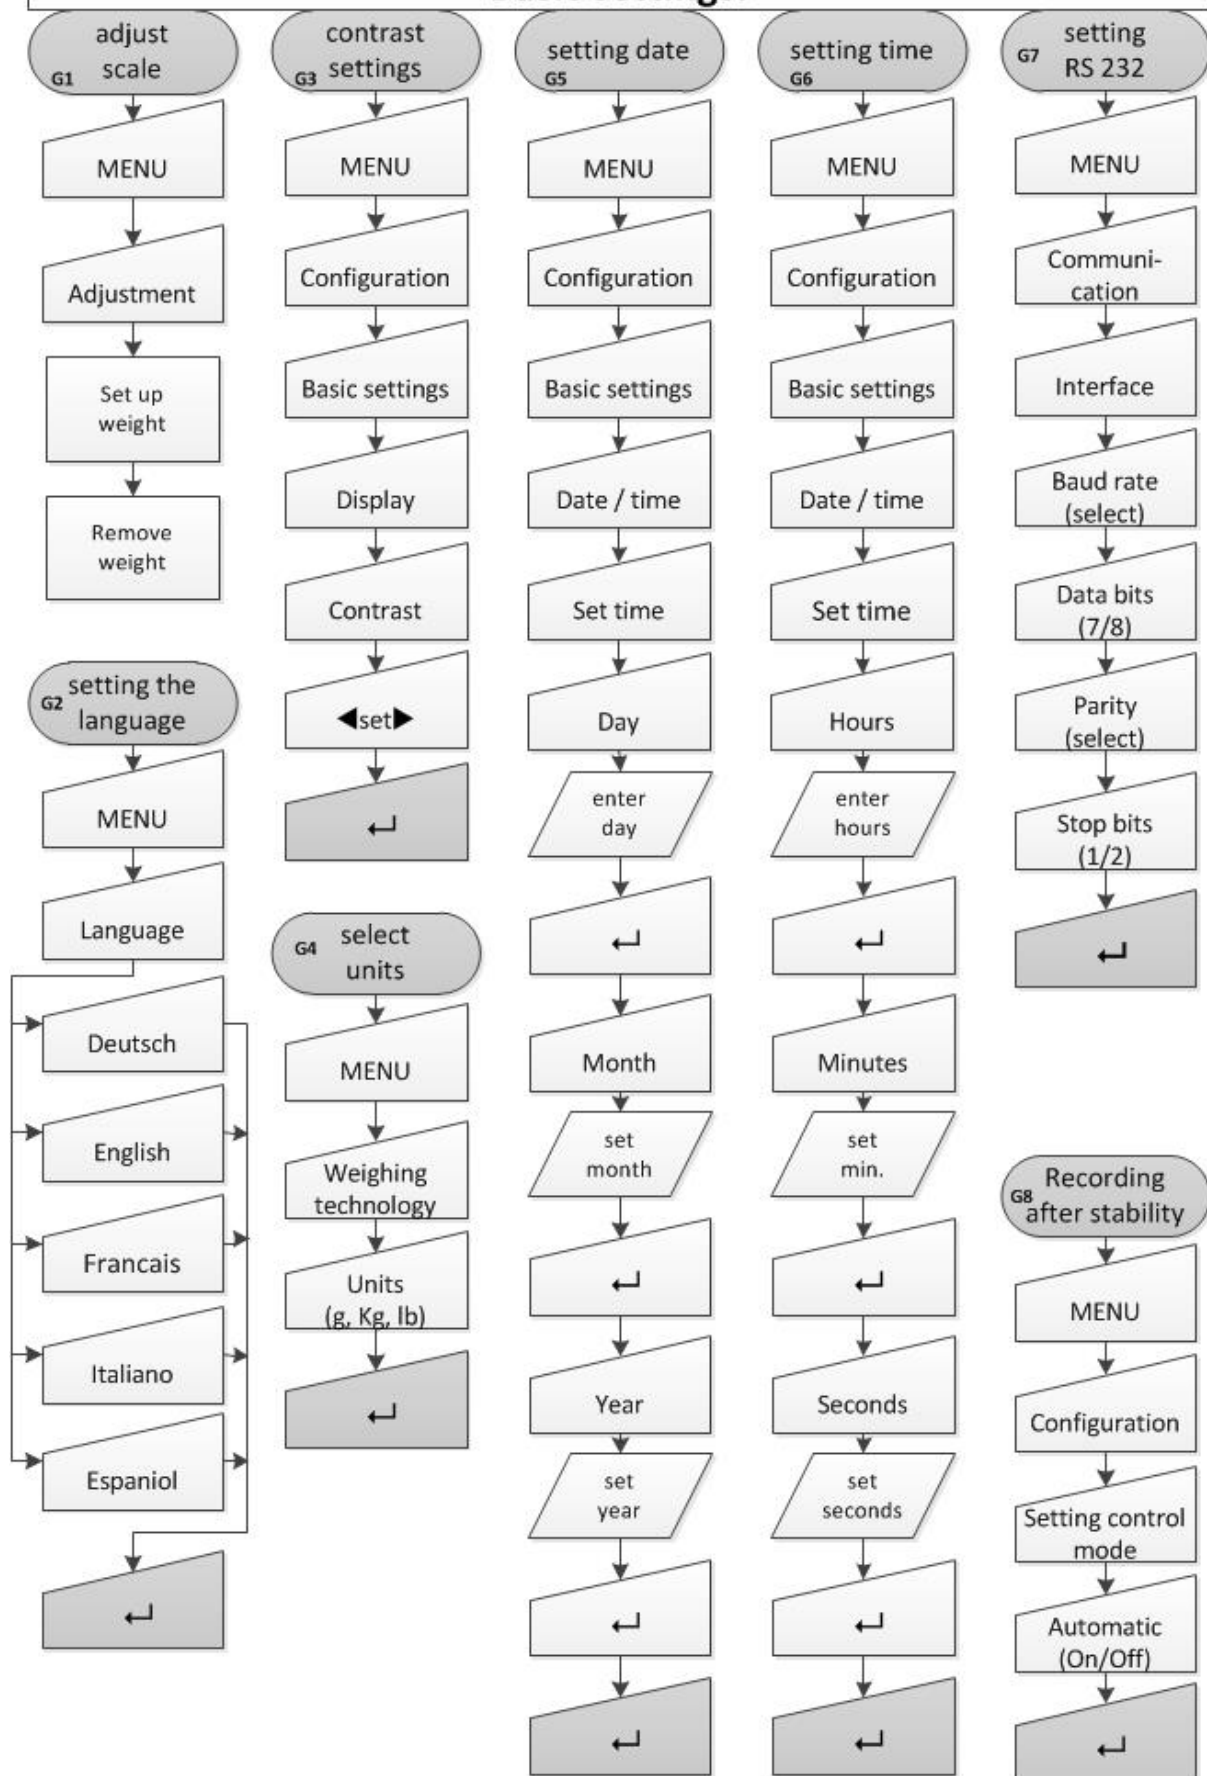 adjust
scale
G1
MENU
Adjustment
Set up
weight
Remove
weight
setting the
G2
language
MENU
Language
Deutsch
English
Francais
Italiano
Espaniol
↵
contrast
settings
G3
MENU
Configuration
Basic settings
Display
Contrast
◀set▶
↵
select
G4
units
MENU
Weighing
technology
Units
(g, Kg, lb)
↵
setting date
G5
MENU
Configuration
Basic settings
Date / time
Set time
Day
enter
day
↵
Month
set
month
↵
Year
set
year
↵
↵
setting time
G6
MENU
Configuration
Basic settings
Date / time
Set time
Hours
enter
hours
↵
Minutes
set
min.
↵
Seconds
set
seconds
↵
↵
setting
G7
RS 232
MENU
Communi-
cation
Interface
Baud rate
(select)
Data bits
(7/8)
Parity
(select)
Stop bits
(1/2)
↵
Recording
G8
after stability
MENU
Configuration
Setting control
mode
Automatic
(On/Off)
↵